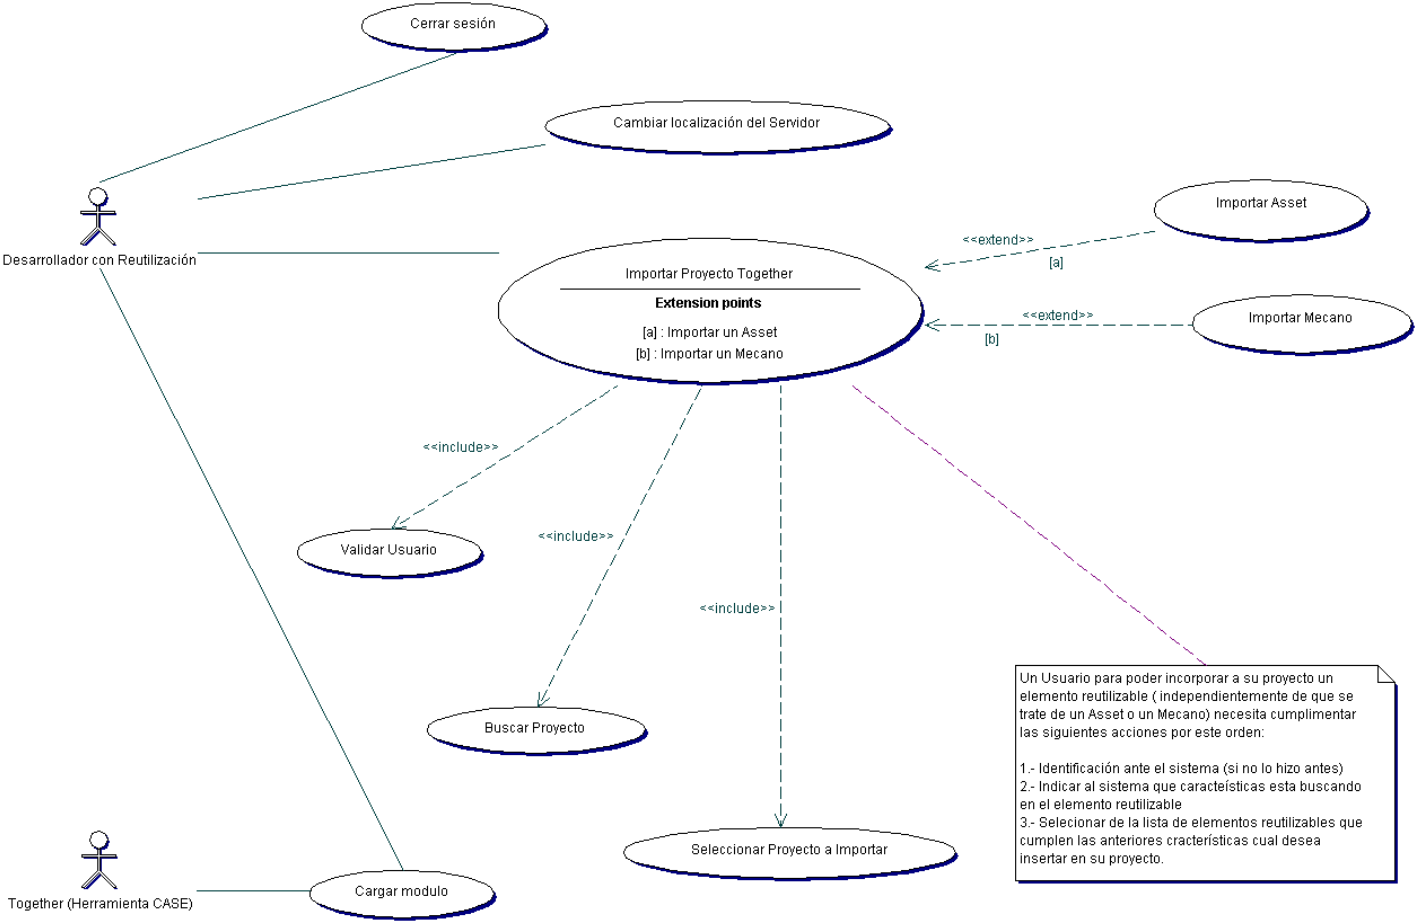 Cerrar sesión
Cambiar localización del Servidor
Importar Asset
<<extend>>
[a]
Desarrollador con Reutilización
Importar Proyecto Together
Extension points
[a] : Importar un Asset
[b] : Importar un Mecano
<<extend>>
[b]
Importar Mecano
<<include>>
<<include>>
<<include>>
Validar Usuario
Buscar Proyecto
Seleccionar Proyecto a Importar
Un Usuario para poder incorporar a su proyecto un
elemento reutilizable ( independientemente de que se
trate de un Asset o un Mecano) necesita cumplimentar
las siguientes acciones por este orden:
1.- Identificación ante el sistema (si no lo hizo antes)
2.- Indicar al sistema que caracteísticas esta buscando
en el elemento reutilizable
3.- Selecionar de la lista de elementos reutilizables que
cumplen las anteriores cracterísticas cual desea
insertar en su proyecto.
Together (Herramienta CASE)
Cargar modulo